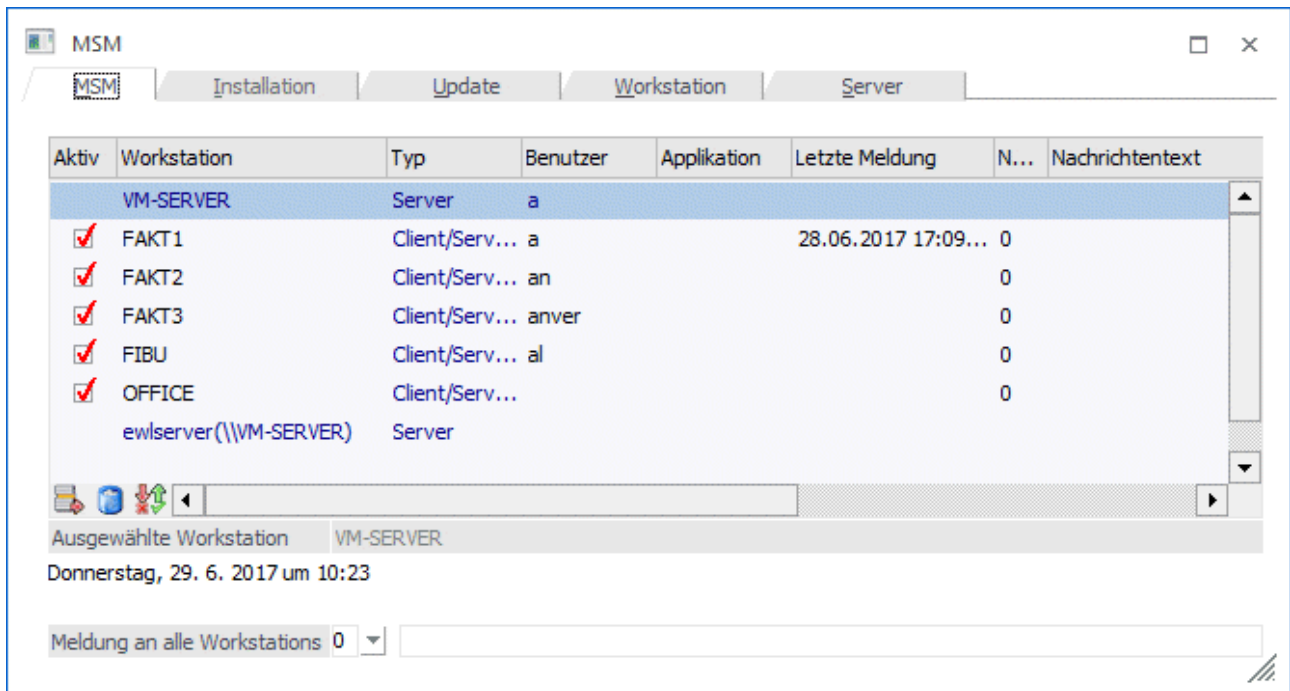 MSM
MSM Installation Update Workstation Server
Aktiv Workstation Typ Benutzer Applikation Letzte Meldung N... Nachrichtentext
VM-SERVER Server a
FAKT1 Client/Serv... a 28.06.2017 17:09... 0
FAKT2 Client/Serv... an 0
FAKT3 Client/Serv... anver 0
FIBU Client/Serv... al 0
OFFICE Client/Serv... 0
ewlserver(\\VM-SERVER) Server
Ausgewählte Workstation VM-SERVER
Donnerstag, 29. 6. 2017 um 10:23
Meldung an alle Workstations 0